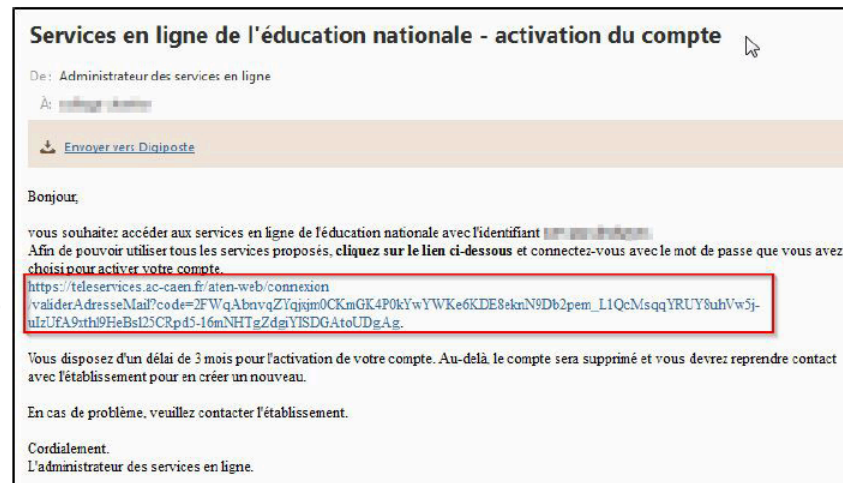 Services en ligne de l'éducation nationale - activation du compte
De: Administrateur des services en ligne
À:
Envoyer vers Digiposte
Bonjour,
vous souhaitez accéder aux services en ligne de l'éducation nationale avec l'identifiant
Afin de pouvoir utiliser tous les services proposés, cliquez sur le lien ci-dessous et connectez-vous avec le mot de passe que vous avez
choisi pour activer votre compte.
https://teleservices.ac-caen.fr/aten-web/connexion
/validerAdresseMail?code=2FWqAbnvqZYqjxjm0CKmGK4P0kYwYWKe6KDE8eknN9Db2pem_L1QcMsqqYRUY8uhVw5j-
uIzUfA9xthl9HeBsl25CRpd5-16mNHTgZdgiYISDGAtoUDgAg.
Vous disposez d'un délai de 3 mois pour l'activation de votre compte. Au-delà, le compte sera supprimé et vous devrez reprendre contact
avec l'établissement pour en créer un nouveau.
En cas de problème, veuillez contacter l'établissement.
Cordialement.
L'administrateur des services en ligne.